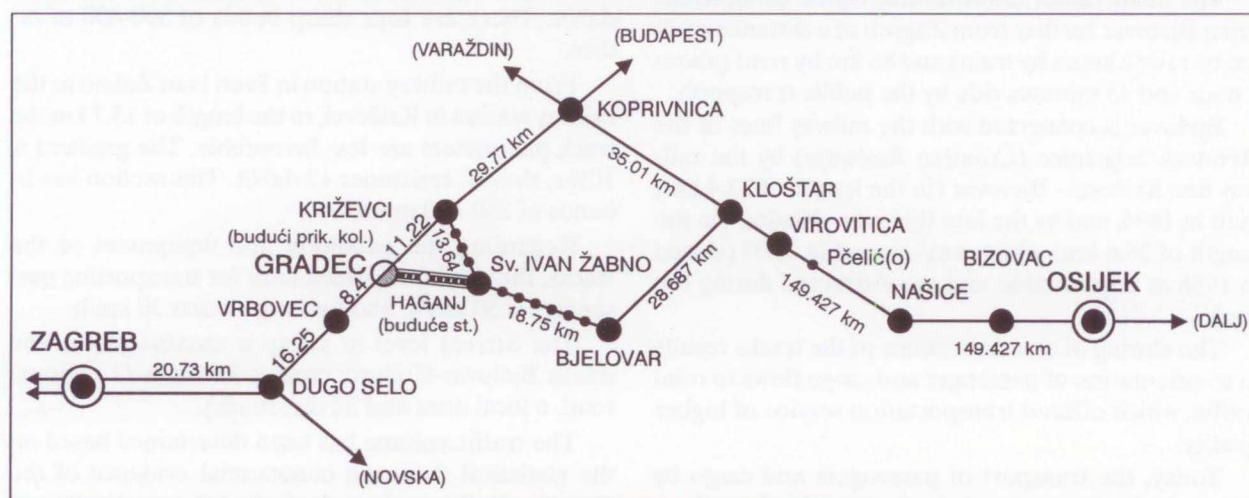 (VARAŽDIN)
(BUDAPEST)
KOPRIVNICA
29.77 km
35.01 km
KLOŠTAR
KRIŽEVCI
VIROVITICA
(budući prik. kol.)
13.64
GRADEC
SV. IVAN ŽABNO
Pčelić(o)
BIZOVAC
OSIJEK
8.4
HAGANJ
(buduće st.)
18.75 km
28.687 km
149.427 km
NAŠICE
VRBOVEC
(DALJ)
BJELOVAR
149.427 km
ZAGREB
16.25
20.73 km
DUGO SELO
(NOVSKA)